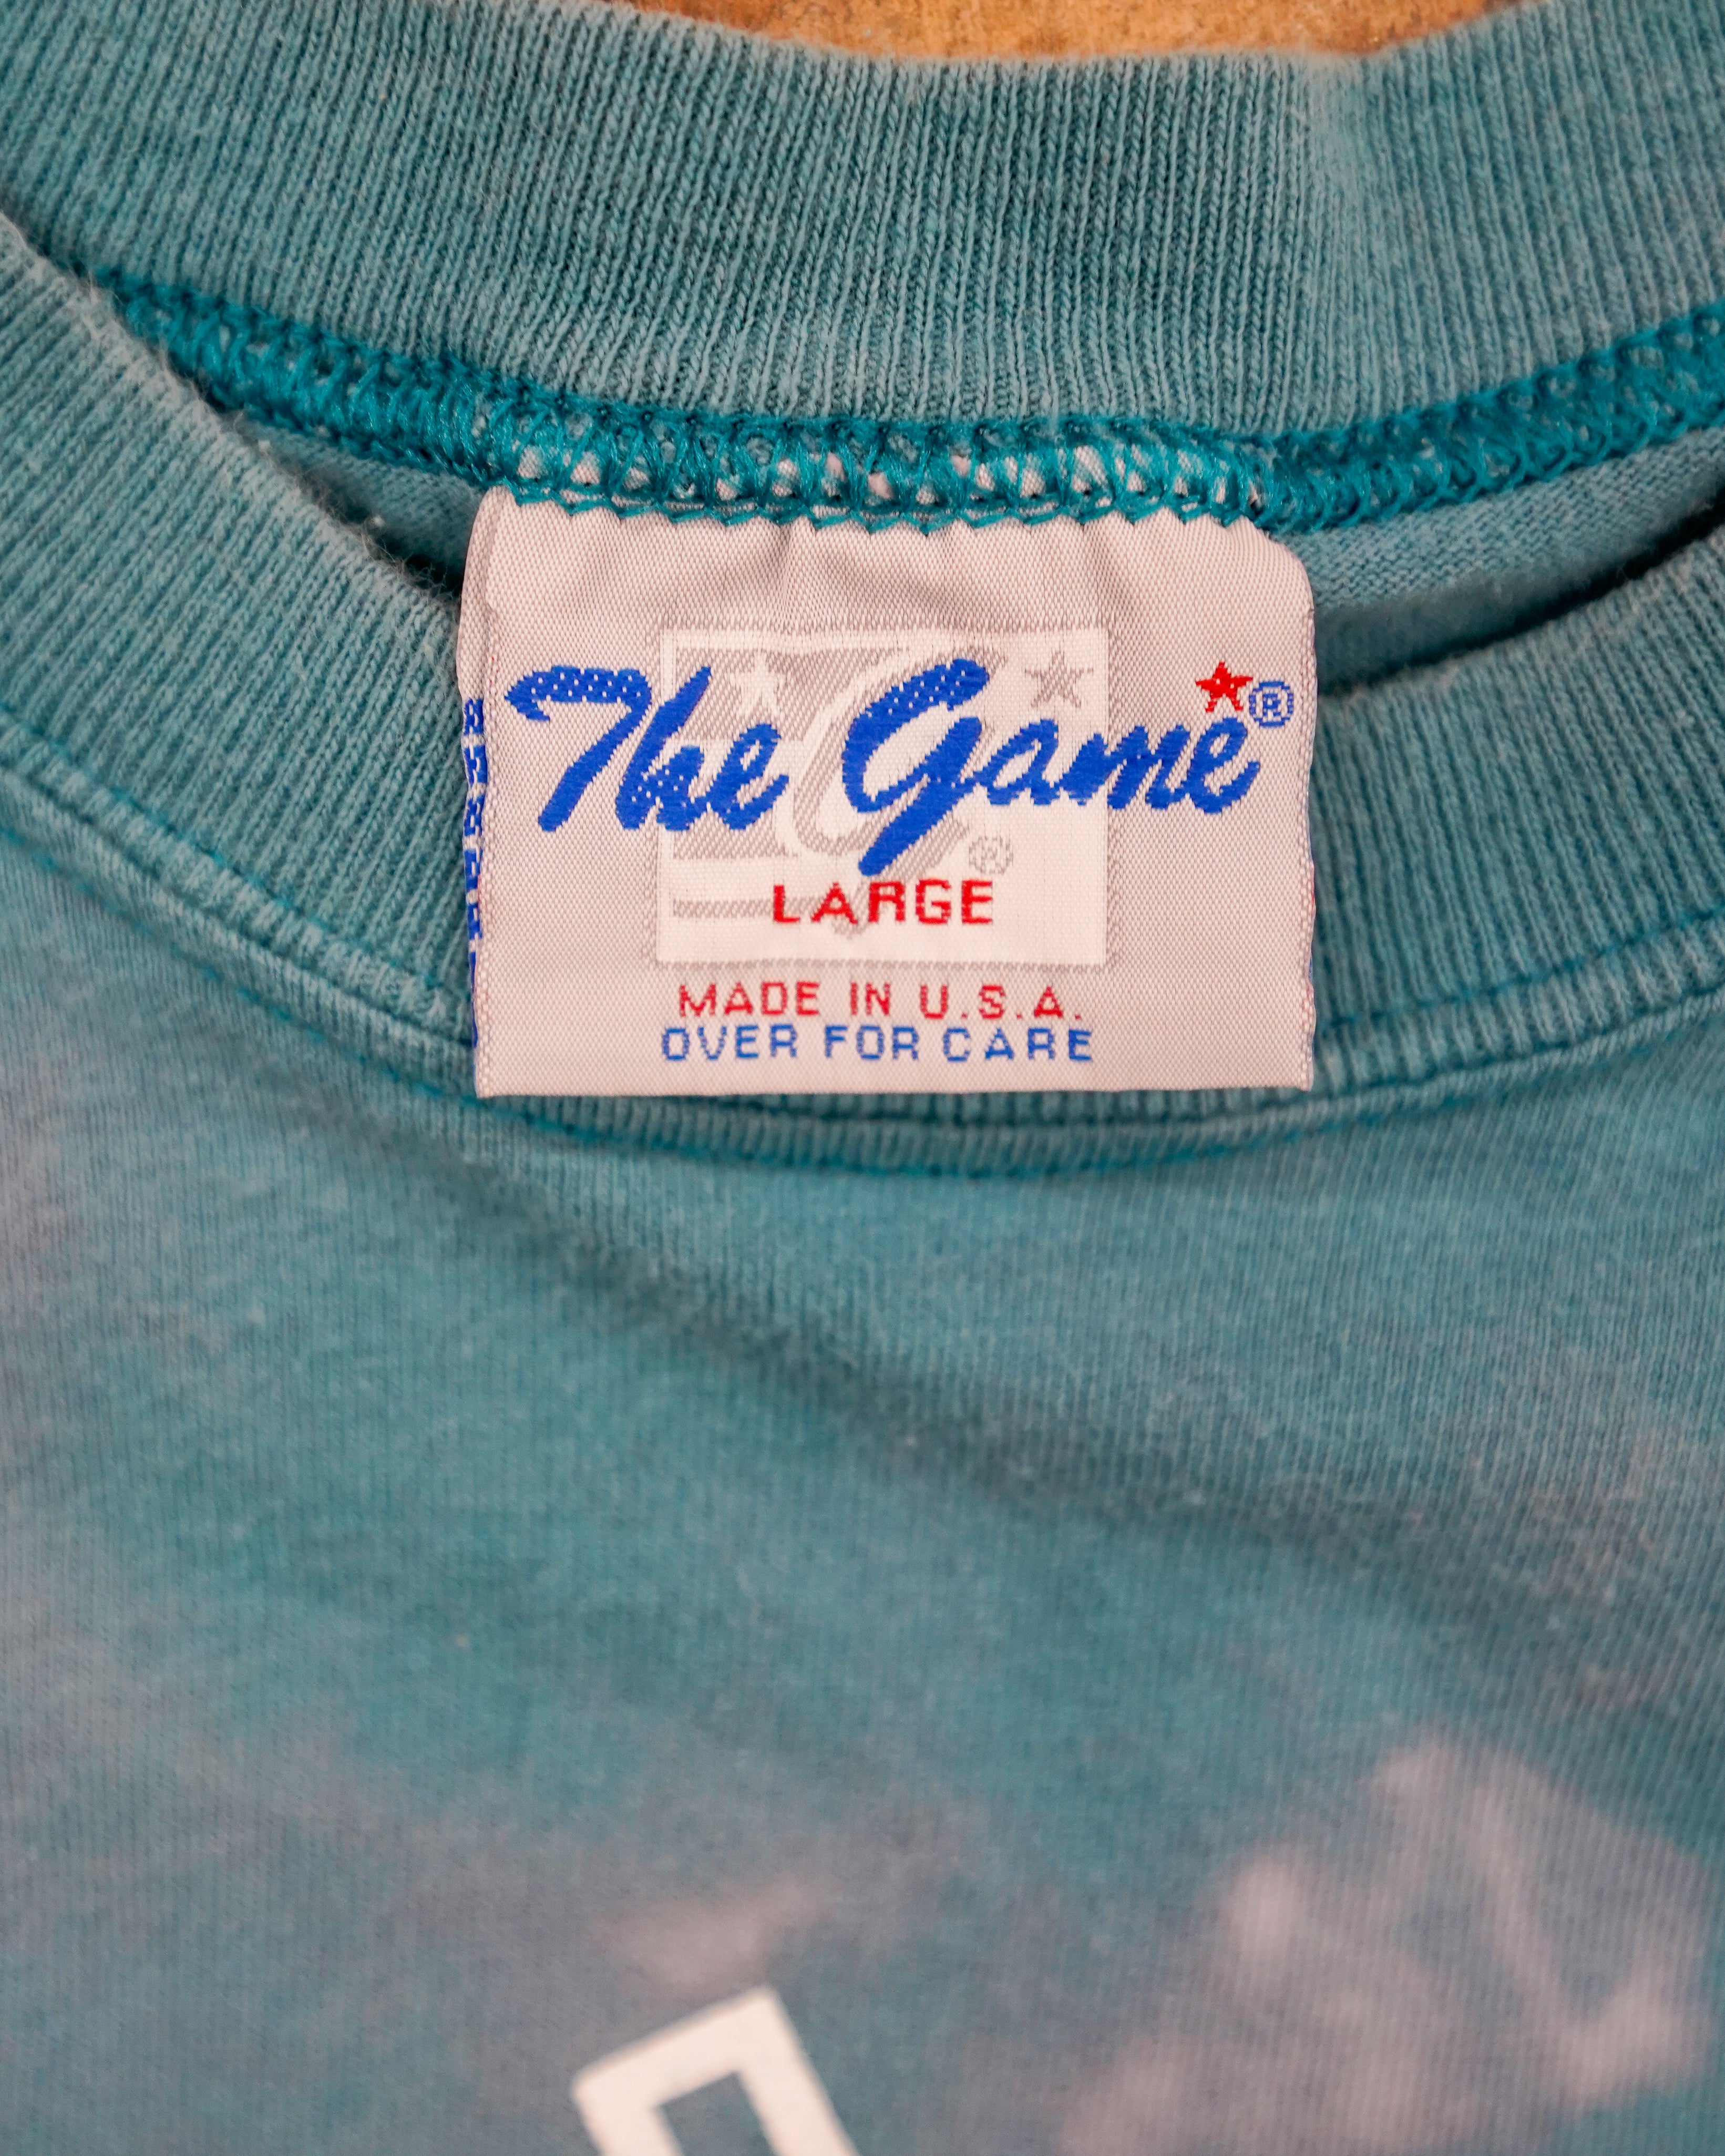 The Game®
®
LARGE
MADE IN U.S.A.
OVER FOR CARE